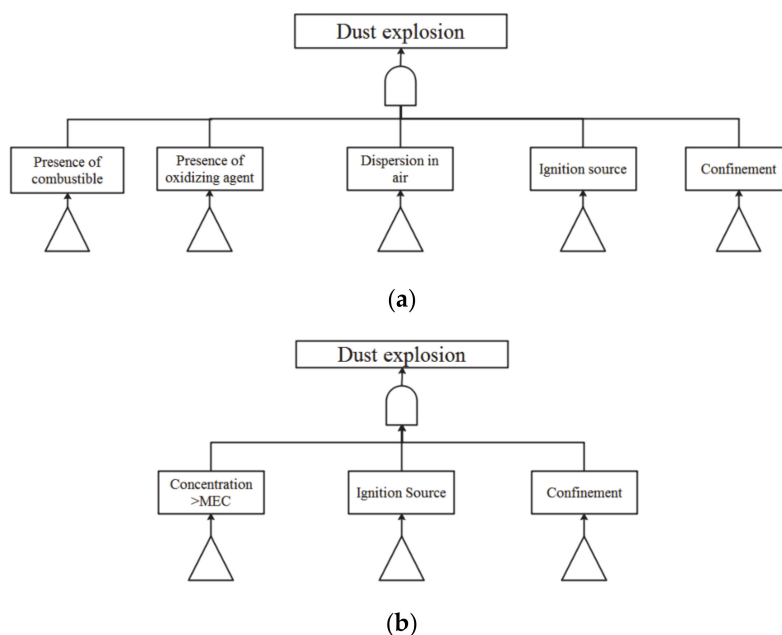 Dust explosion
Presence of
combustible
Presence of
oxidizing agent
Dispersion in
air
Ignition source
Confinement
(a)
Dust explosion
Concentration
>MEC
Ignition Source
Confinement
(b)